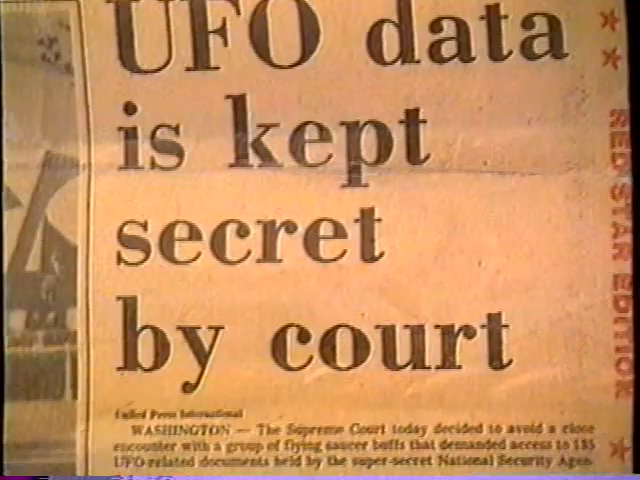 UFO data
is kept
secret
by court
RED STAR EDITION
United Press International
WASHINGTON — The Supreme Court today decided to avoid a close
encounter with a group of flying saucer buffs that demanded access to 135
UFO-related documents held by the super-secret National Security Agen-